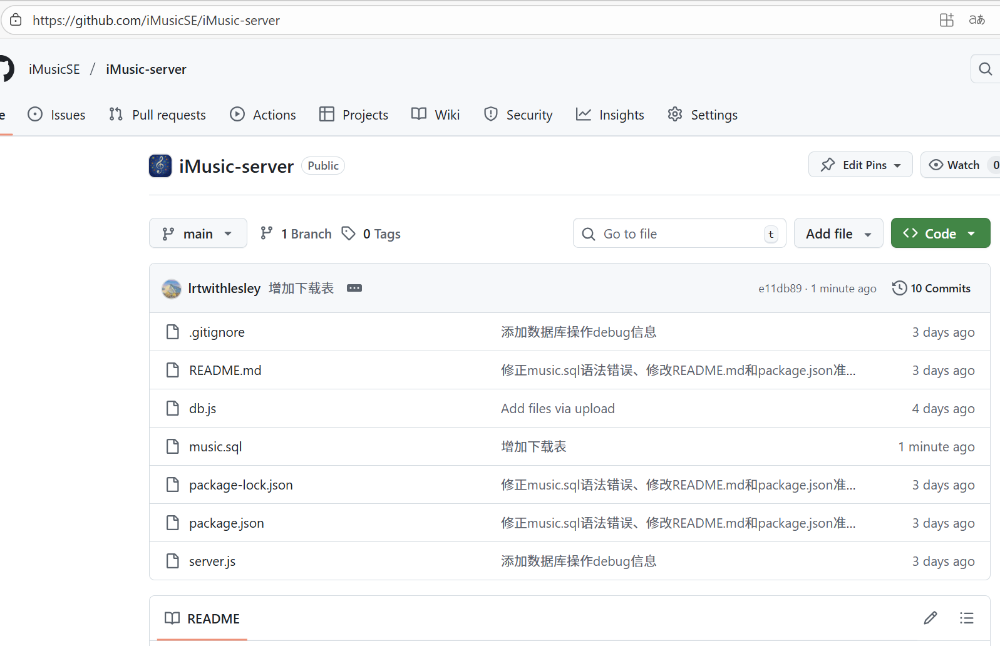 https://github.com/iMusicSE/iMusic-server
aあ
iMusicSE / iMusic-server
e Issues Pull requests Actions Projects Wiki Security Insights Settings
iMusic-server Public Edit Pins Watch 0
main 1 Branch 0 Tags Go to file t Add file Code
lrtwithlesley 增加下载表 e11db89 · 1 minute ago 10 Commits
.gitignore 添加数据库操作debug信息 3 days ago
README.md 修正music.sql语法错误、修改README.md和package.json准... 3 days ago
db.js Add files via upload 4 days ago
music.sql 增加下载表 1 minute ago
package-lock.json 修正music.sql语法错误、修改README.md和package.json准... 3 days ago
package.json 修正music.sql语法错误、修改README.md和package.json准... 3 days ago
server.js 添加数据库操作debug信息 3 days ago
README